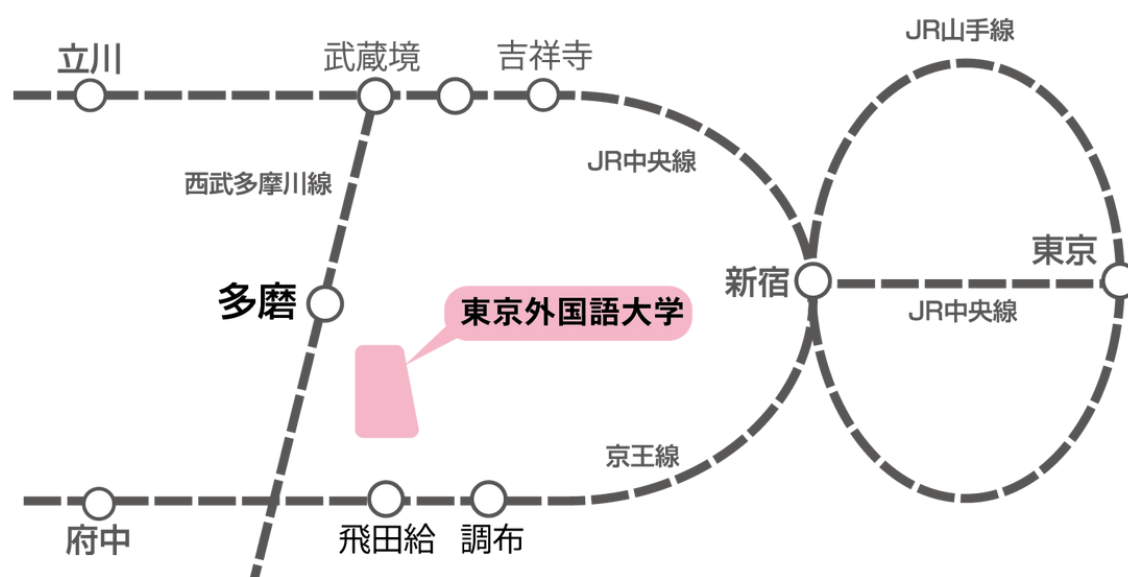 JR山手線
立川
武蔵境
吉祥寺
JR中央線
西武多摩川線
東京
新宿
多磨
東京外国語大学
JR中央線
京王線
府中
飛田給
調布